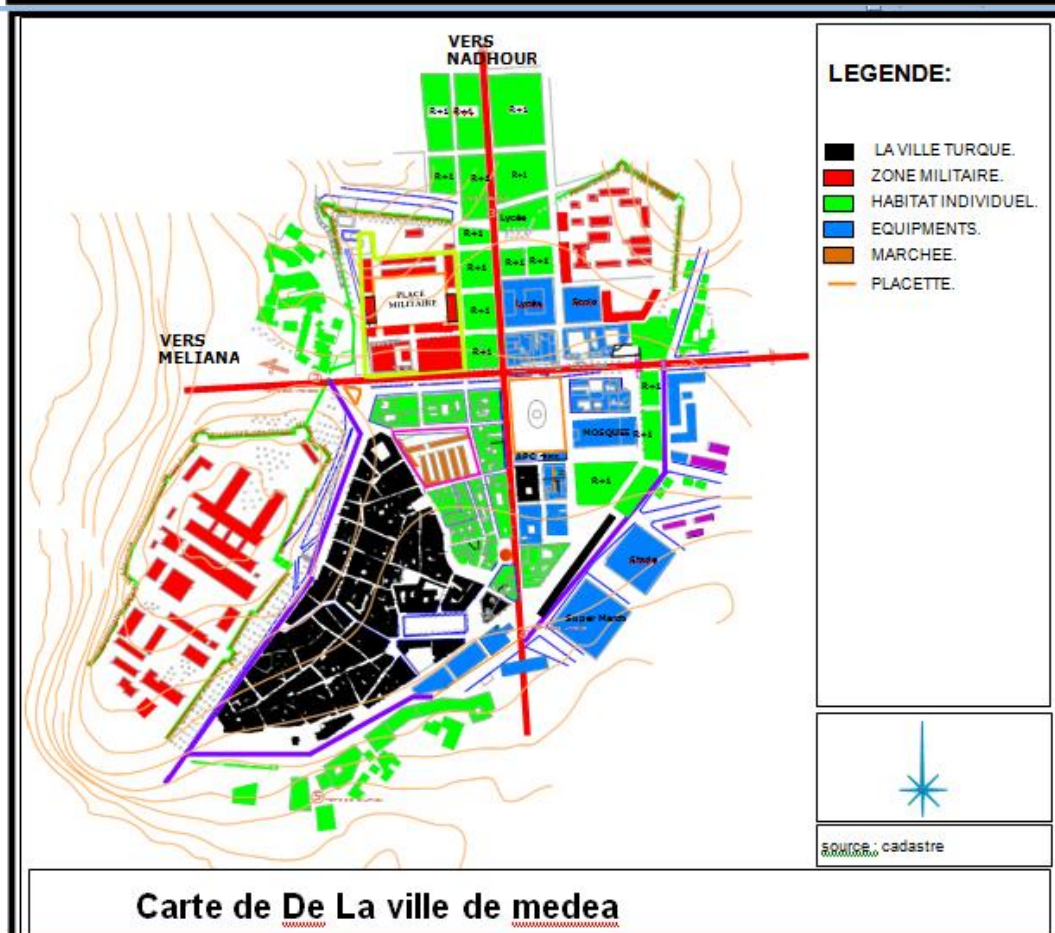 VERS
NADHOUR
R+1 R+1 R+1
R+1 R+1 R+1
Lycée
R+1
R+1 R+1 R+1
PLACE
MILITAIRE
Lycée
R+1
R+1
VERS
MELIANA
R+1
MOSQUEE R+1
APC
R+1
Stade
LEGENDE:
LA VILLE TURQUE.
ZONE MILITAIRE.
HABITAT INDIVIDUEL.
EQUIPMENTS.
MARCHEE.
PLACETTE.
source : cadastre
Carte de De La ville de medea